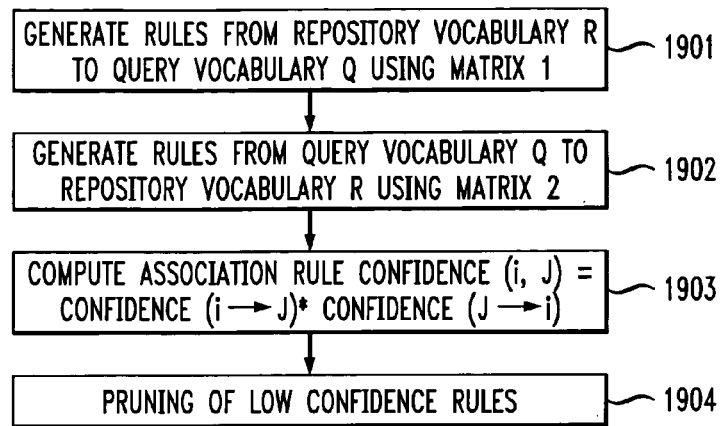 GENERATE RULES FROM REPOSITORY VOCABULARY R
TO QUERY VOCABULARY Q USING MATRIX 1
1901
GENERATE RULES FROM QUERY VOCABULARY Q TO
REPOSITORY VOCABULARY R USING MATRIX 2
1902
COMPUTE ASSOCIATION RULE CONFIDENCE (i, J) =
CONFIDENCE (i → J)* CONFIDENCE (J → i)
1903
PRUNING OF LOW CONFIDENCE RULES
1904